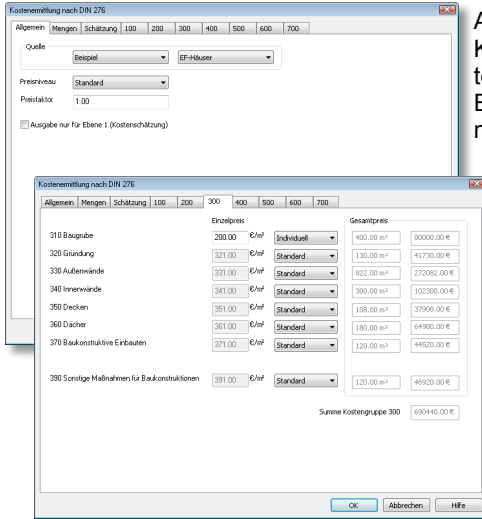 Kostenermittlung nach DIN 276
Allgemein Mengen Schätzung 100 200 300 400 500 600 700
Quelle
Beispiel EF-Häuser
Preisniveau Standard
Preisfaktor 1.00
Ausgabe nur für Ebene 1 (Kostenschätzung)
Kostenermittlung nach DIN 276
Allgemein Mengen Schätzung 100 200 300 400 500 600 700
Einzelpreis Gesamtpreis
310 Baugrube 200.00 €/m² Individuell 400.00 m² 80000.00 €
320 Gründung 321.00 €/m² Standard 130.00 m² 41730.00 €
330 Außenwände 331.00 €/m² Standard 822.00 m² 272082.00 €
340 Innenwände 341.00 €/m² Standard 300.00 m² 102300.00 €
350 Decken 351.00 €/m² Standard 108.00 m² 37908.00 €
360 Dächer 361.00 €/m² Standard 180.00 m² 64980.00 €
370 Baukonstruktive Einbauten 371.00 €/m² Standard 120.00 m² 44520.00 €
390 Sonstige Maßnahmen für Baukonstruktionen 391.00 €/m² Standard 120.00 m² 46920.00 €
Summe Kostengruppe 300 690440.00 €
OK Abbrechen Hilfe